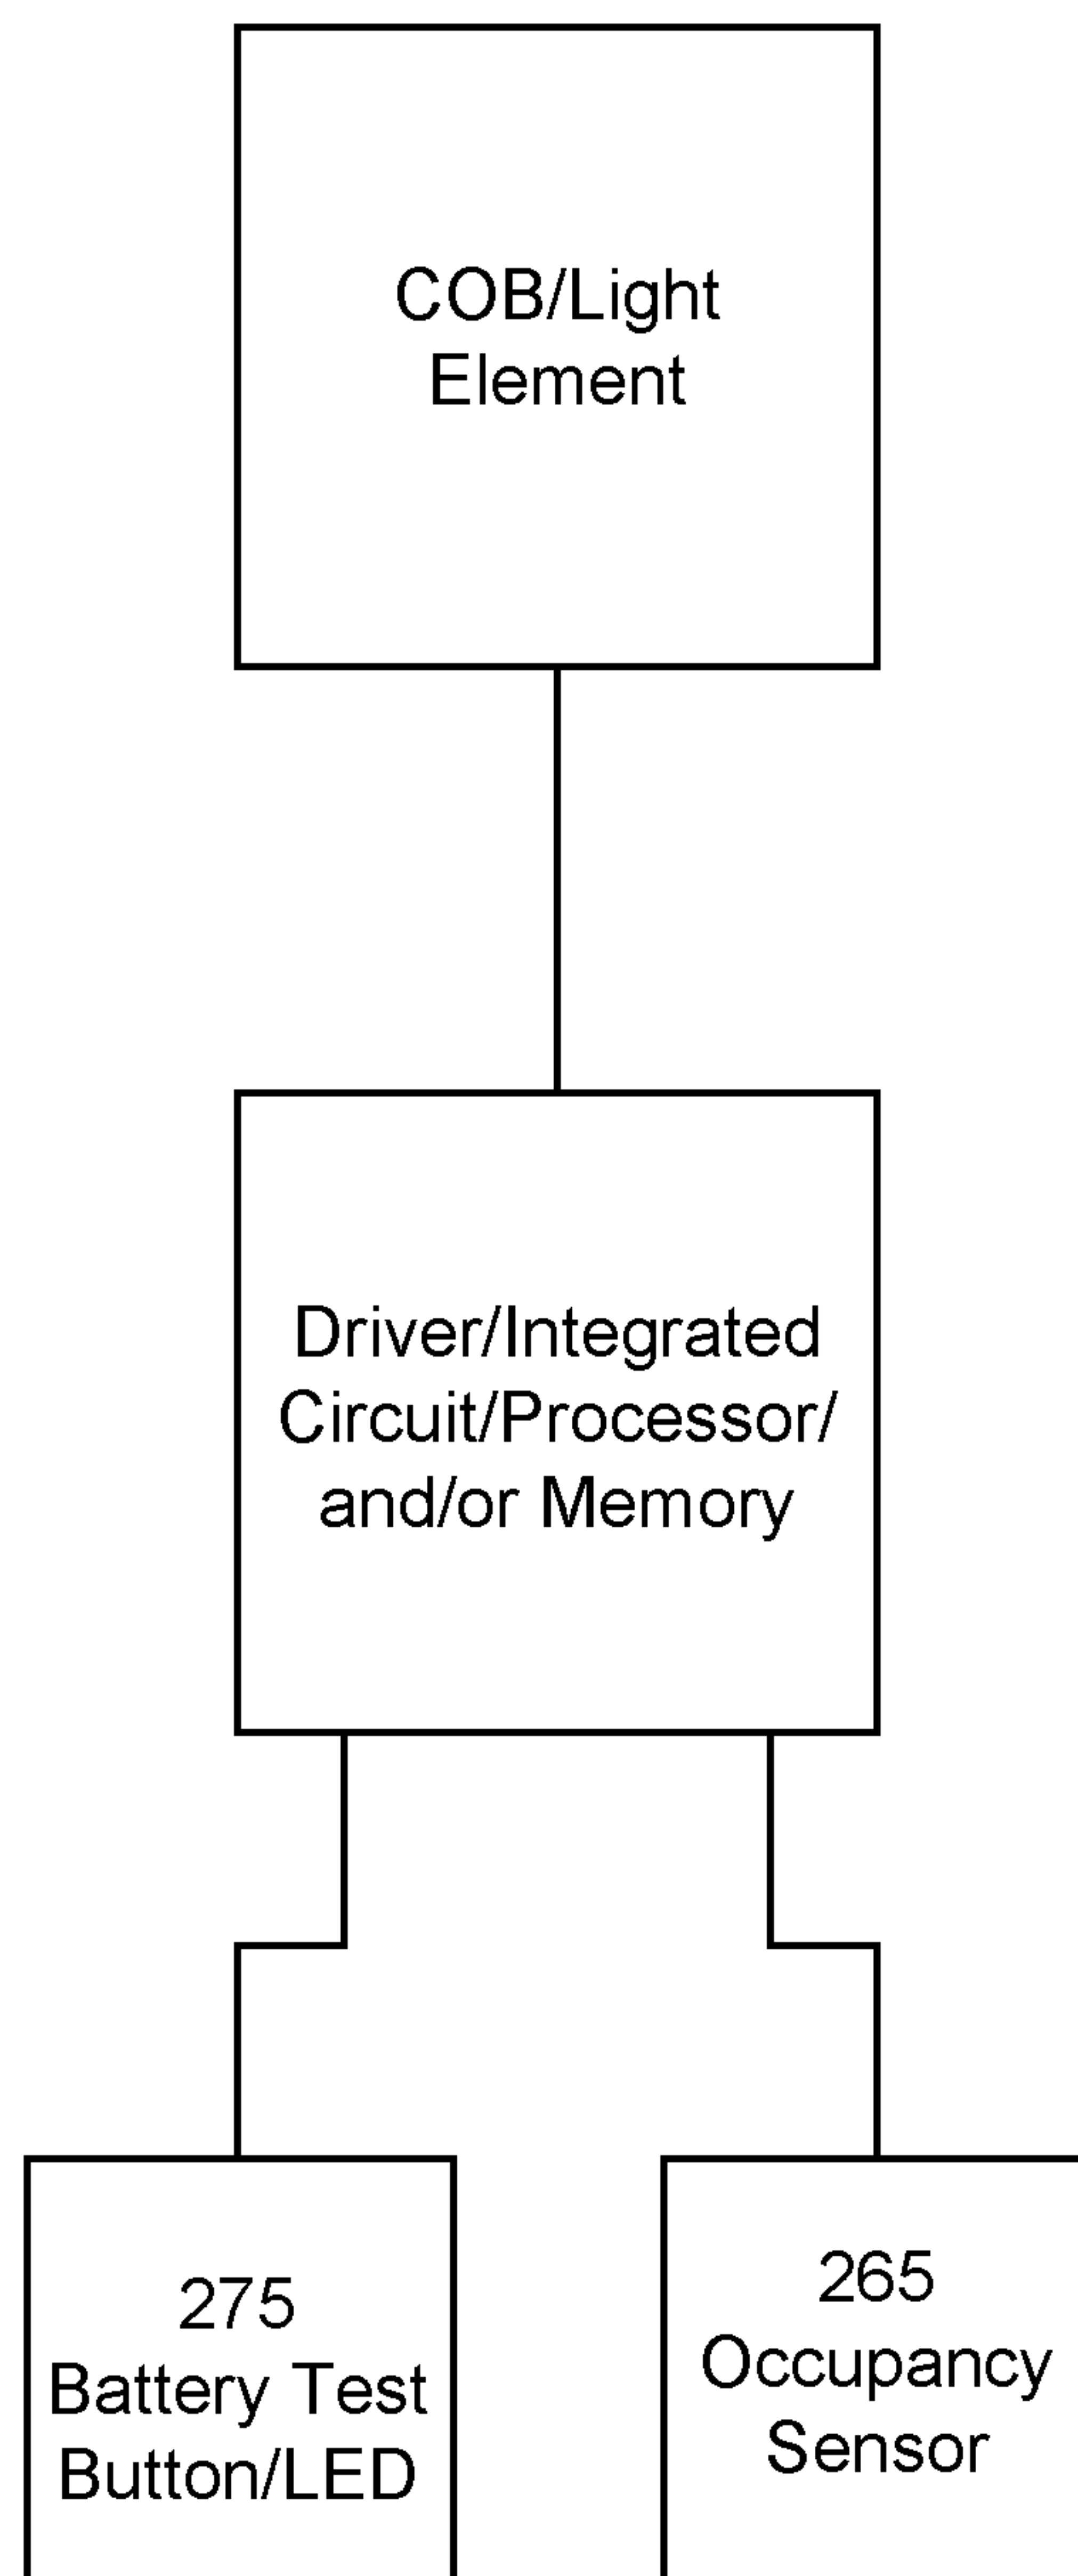 COB/Light
Element
Driver/Integrated
Circuit/Processor/
and/or Memory
275
Battery Test
Button/LED
265
Occupancy
Sensor